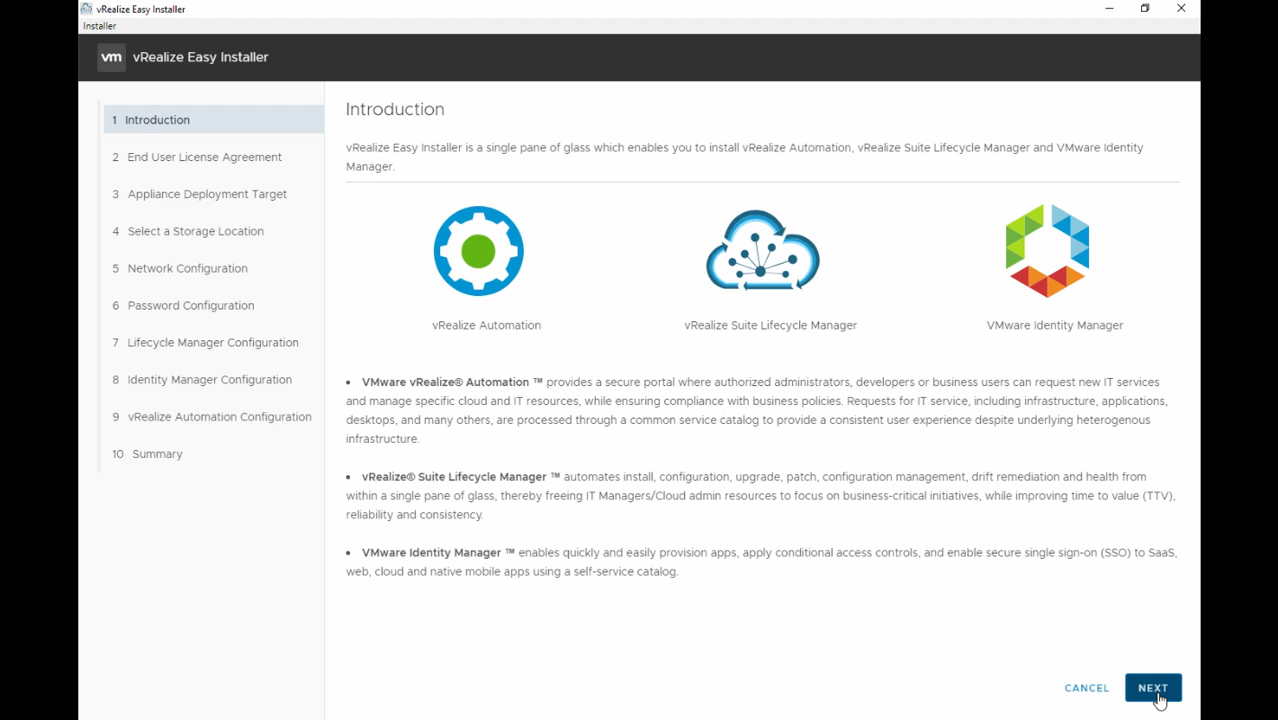 vRealize Easy Installer
Installer
vm vRealize Easy Installer
1 Introduction
2 End User License Agreement
3 Appliance Deployment Target
4 Select a Storage Location
5 Network Configuration
6 Password Configuration
7 Lifecycle Manager Configuration
8 Identity Manager Configuration
9 vRealize Automation Configuration
10 Summary
Introduction
vRealize Easy Installer is a single pane of glass which enables you to install vRealize Automation, vRealize Suite Lifecycle Manager and VMware Identity
Manager.
vRealize Automation
vRealize Suite Lifecycle Manager
VMware Identity Manager
• VMware vRealize® Automation ™ provides a secure portal where authorized administrators, developers or business users can request new IT services
and manage specific cloud and IT resources, while ensuring compliance with business policies. Requests for IT service, including infrastructure, applications,
desktops, and many others, are processed through a common service catalog to provide a consistent user experience despite underlying heterogenous
infrastructure.
• vRealize® Suite Lifecycle Manager ™ automates install, configuration, upgrade, patch, configuration management, drift remediation and health from
within a single pane of glass, thereby freeing IT Managers/Cloud admin resources to focus on business-critical initiatives, while improving time to value (TTV),
reliability and consistency.
• VMware Identity Manager ™ enables quickly and easily provision apps, apply conditional access controls, and enable secure single sign-on (SSO) to SaaS,
web, cloud and native mobile apps using a self-service catalog.
CANCEL
NEXT